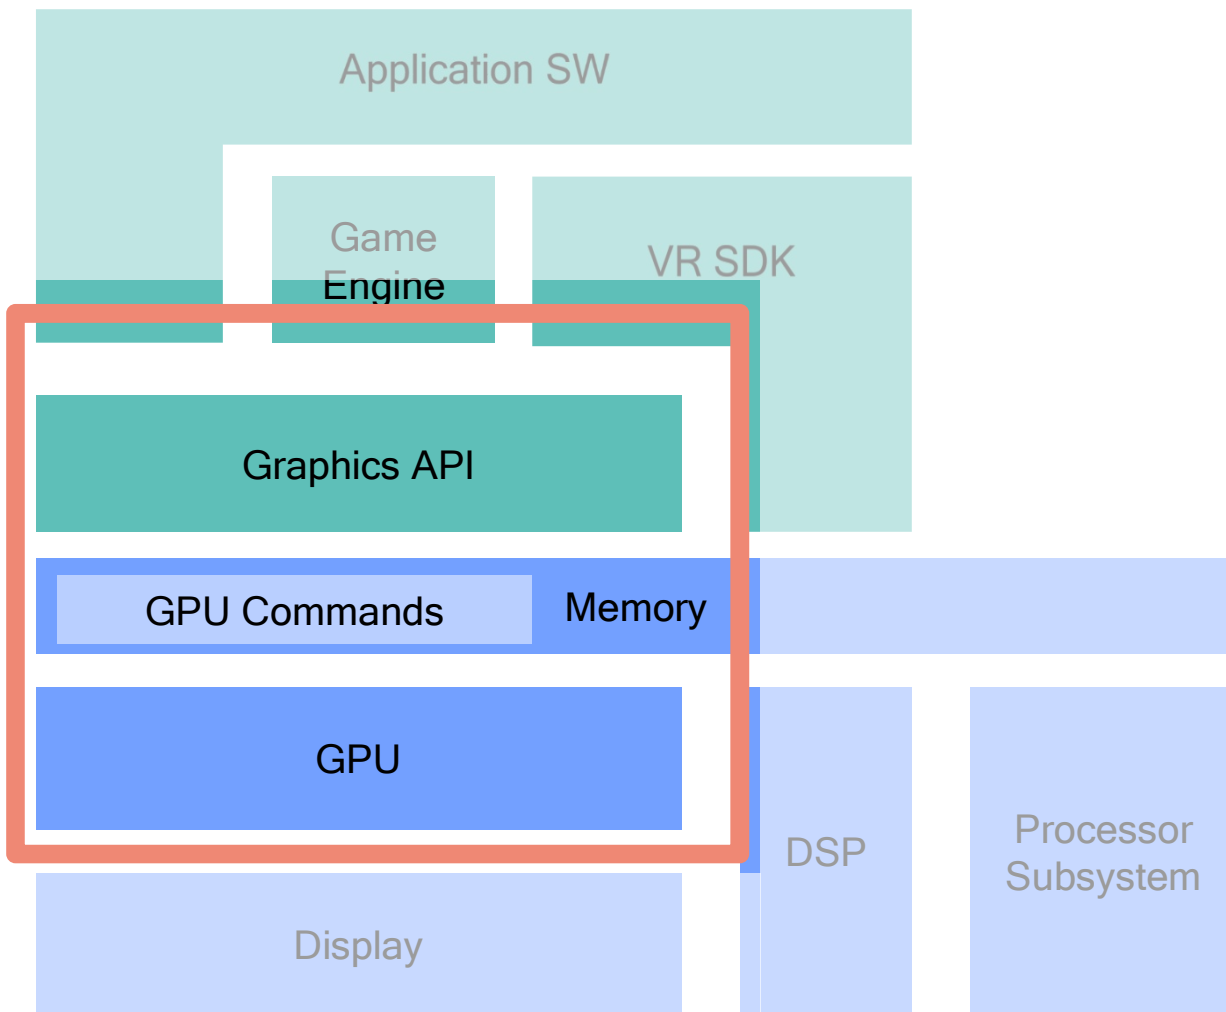 Application SW
Game
Engine
VR SDK
Graphics API
GPU Commands
Memory
GPU
DSP
Processor
Subsystem
Display